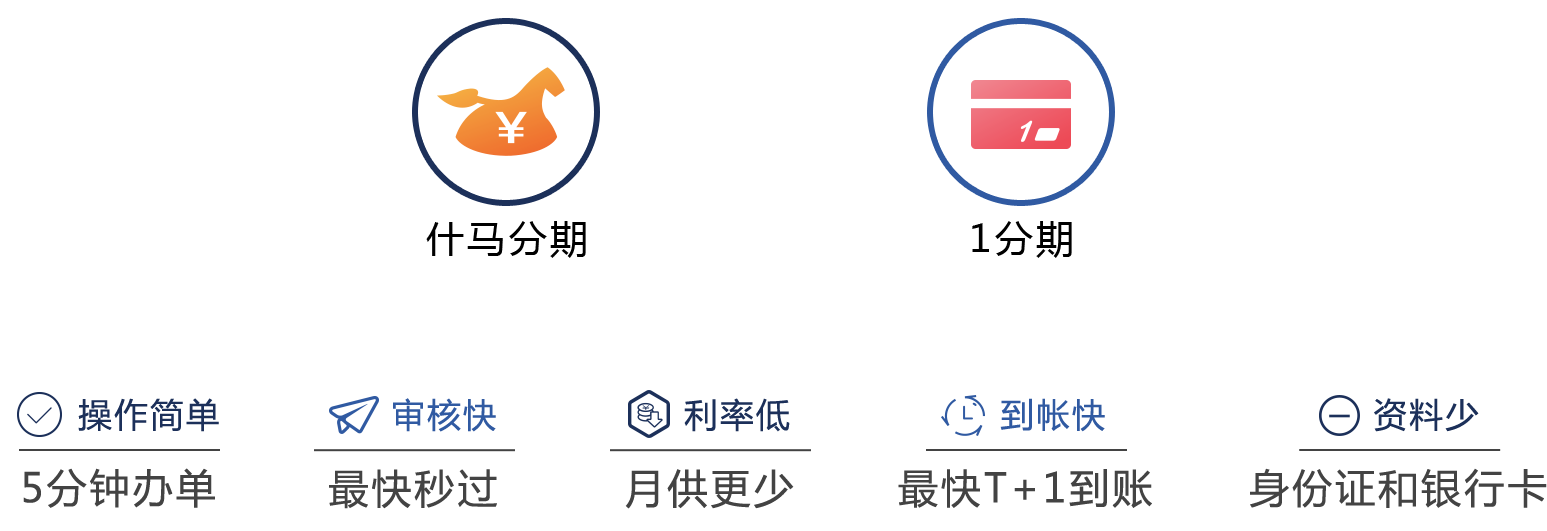 ¥
1
什马分期
1分期
操作简单
审核快
利率低
到帐快
资料少
5分钟办单
最快秒过
月供更少
最快T+1到账
身份证和银行卡